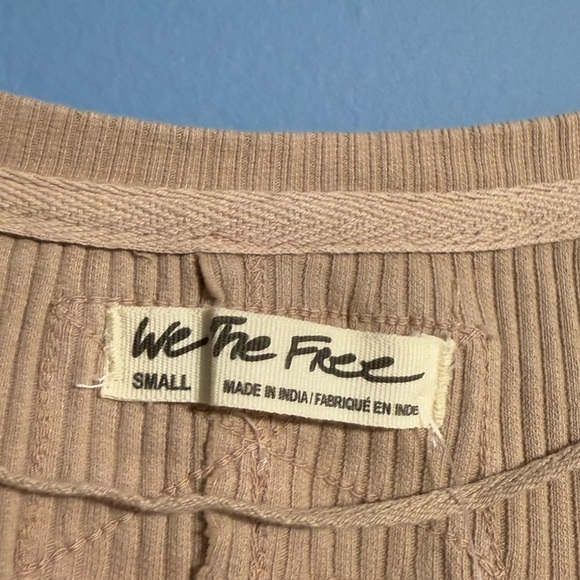 We The Free
SMALL MADE IN INDIA / FABRIQUÉ EN INDE